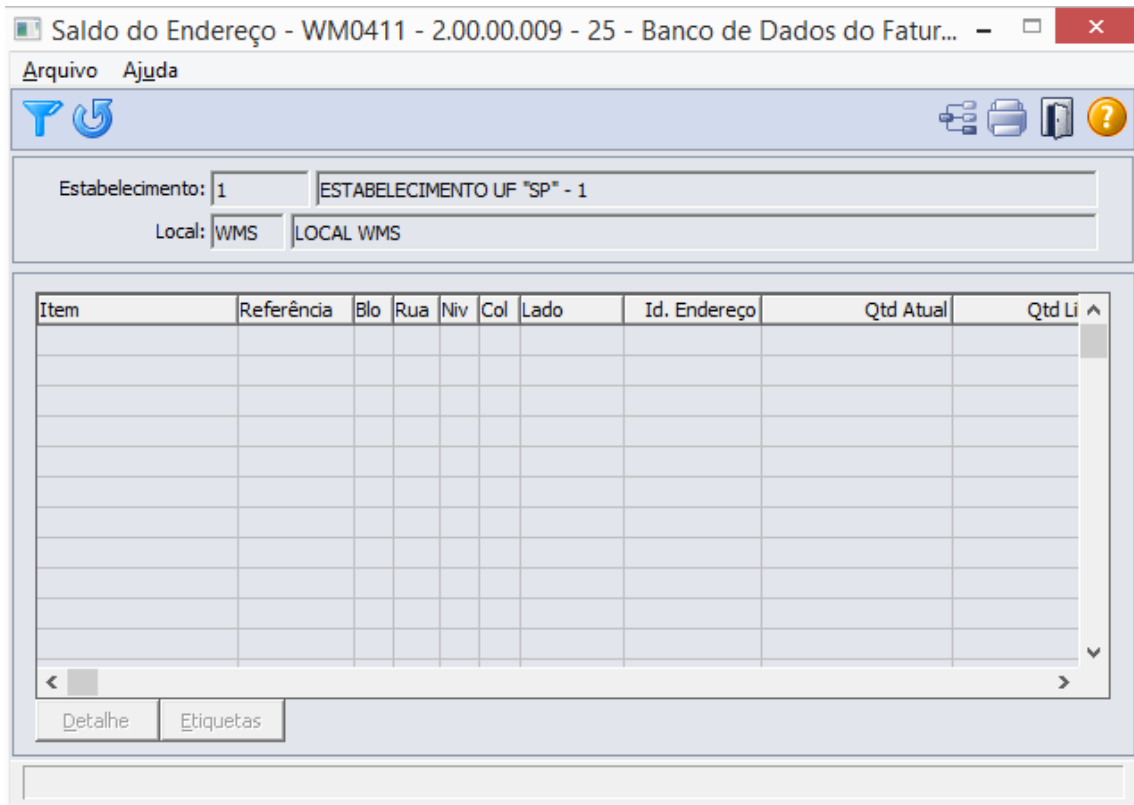 Saldo do Endereço - WM0411 - 2.00.00.009 - 25 - Banco de Dados do Fatur...
Arquivo Ajuda
?
Estabelecimento: 1 ESTABELECIMENTO UF "SP" - 1
Local: WMS LOCAL WMS
Item Referência Blo Rua Niv Col Lado Id. Endereço Qtd Atual Qtd Li
Detalhe Etiquetas